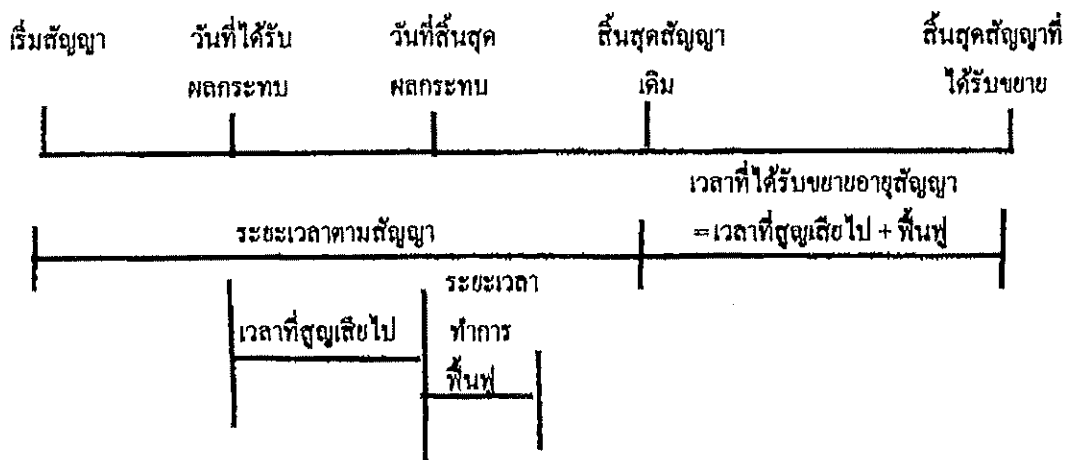 เริ่มสัญญา วันที่ได้รับ วันที่สิ้นสุด สิ้นสุดสัญญา สิ้นสุดสัญญาที่
ผลกระทบ ผลกระทบ เดิม ได้รับขยาย
เวลาที่ได้รับขยายอายุสัญญา
ระยะเวลาตามสัญญา =เวลาที่สูญเสียไป + ฟื้นฟู
ระยะเวลา
เวลาที่สูญเสียไป ทำการ
ฟื้นฟู